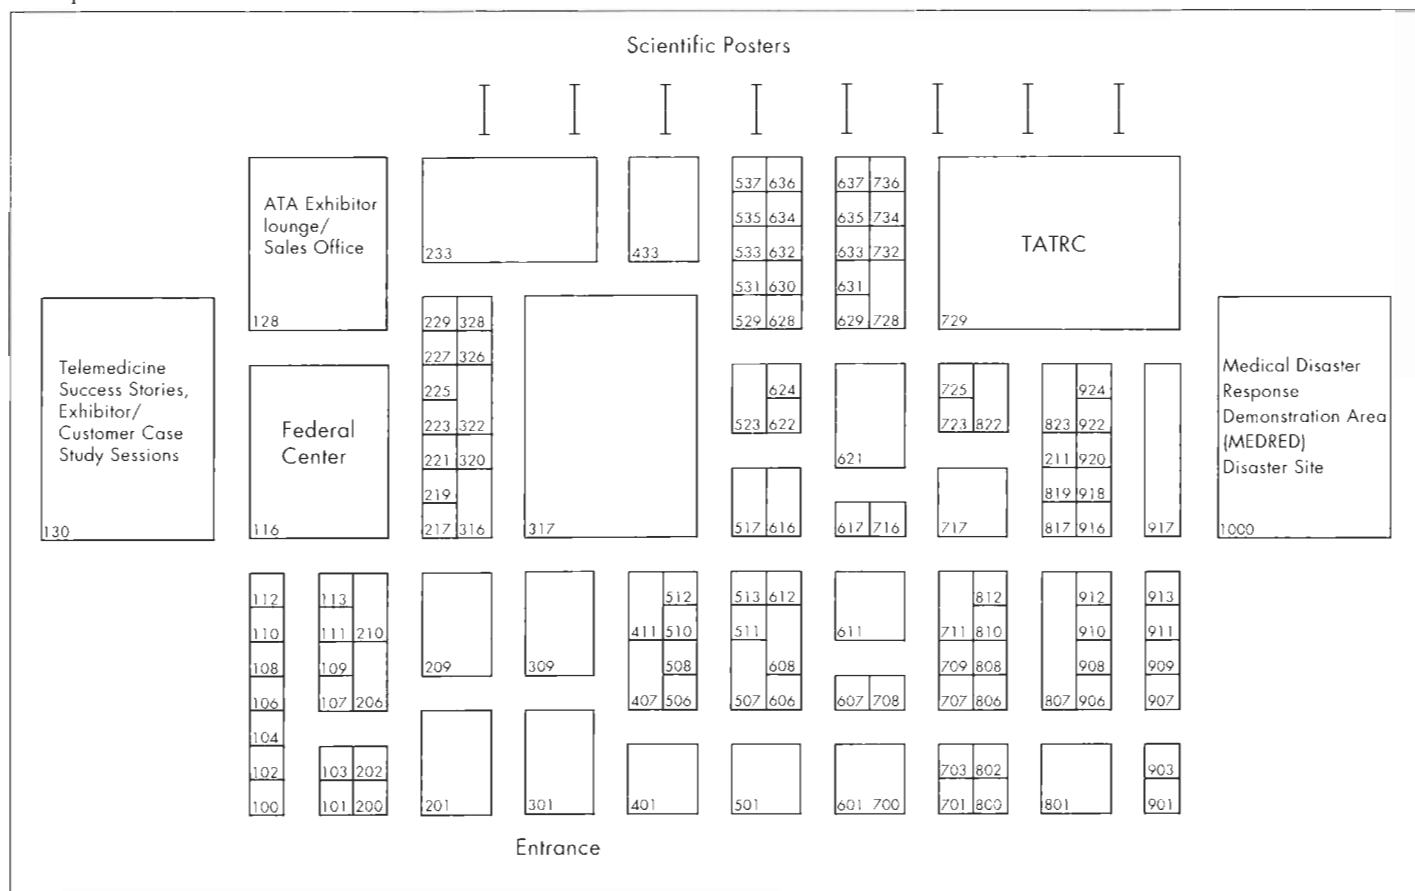 Scientific Posters
537 636 637 736
ATA Exhibitor
lounge/
Sales Office
535 634 635 734
TATRC
233 433 533 632 633 732
531 630 631
128 229 328 529 628 629 728 729
227 326
Telemedicine
Success Stories,
Exhibitor/
Customer Case
Study Sessions
Medical Disaster
Response
Demonstration Area
(MEDRED)
Disaster Site
225 624 725 924
Federal
Center
223 322 523 622 723 822 823 922
221 320 621 211 920
219 819 918
130 116 217 316 317 517 616 617 716 717 817 916 917 1000
112 113 512 513 612 812 912 913
110 111 210 411 510 511 611 711 810 910 911
108 109 209 309 508 608 709 808 908 909
106 107 206 407 506 507 606 607 708 707 806 807 906 907
104
102 103 202 703 802 903
100 101 200 201 301 401 501 601 700 701 800 801 901
Entrance